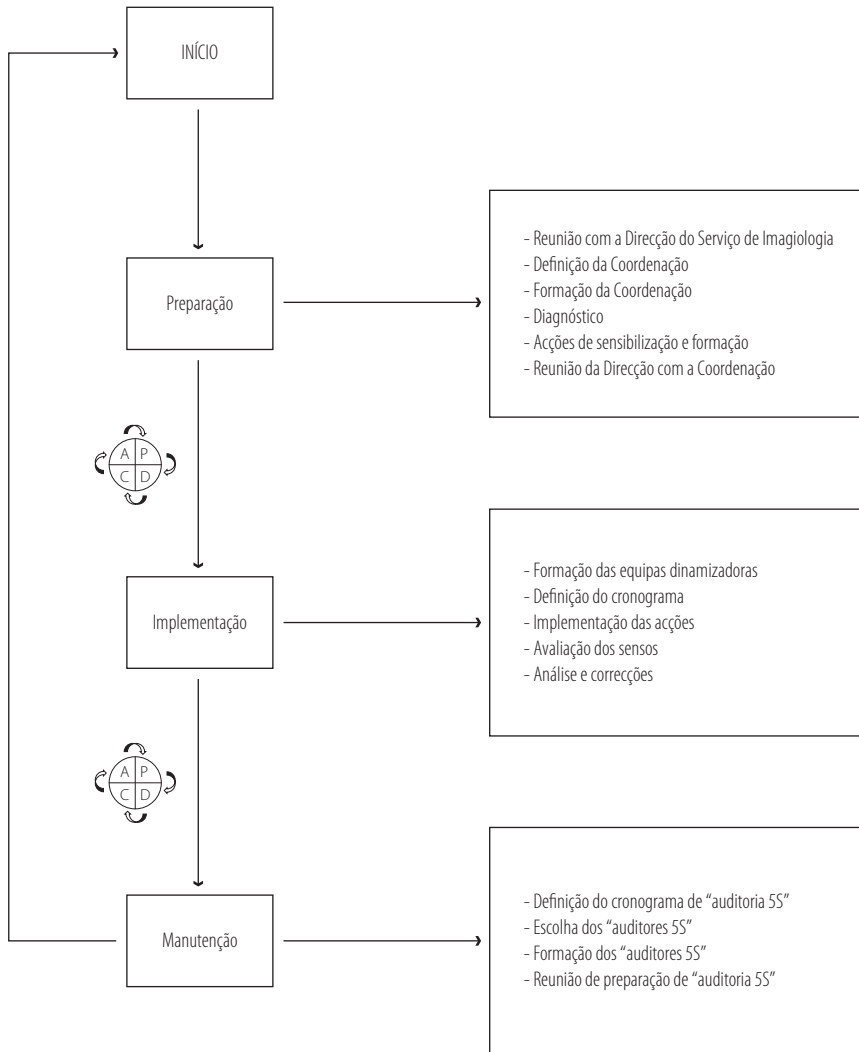 INÍCIO
Preparação
- Reunião com a Direcção do Serviço de Imagiologia
- Definição da Coordenação
- Formação da Coordenação
- Diagnóstico
- Acções de sensibilização e formação
- Reunião da Direcção com a Coordenação
A P
C D
Implementação
- Formação das equipas dinamizadoras
- Definição do cronograma
- Implementação das acções
- Avaliação dos sensos
- Análise e correcções
A P
C D
Manutenção
- Definição do cronograma de “auditoria 5S”
- Escolha dos “auditores 5S”
- Formação dos “auditores 5S”
- Reunião de preparação de “auditoria 5S”